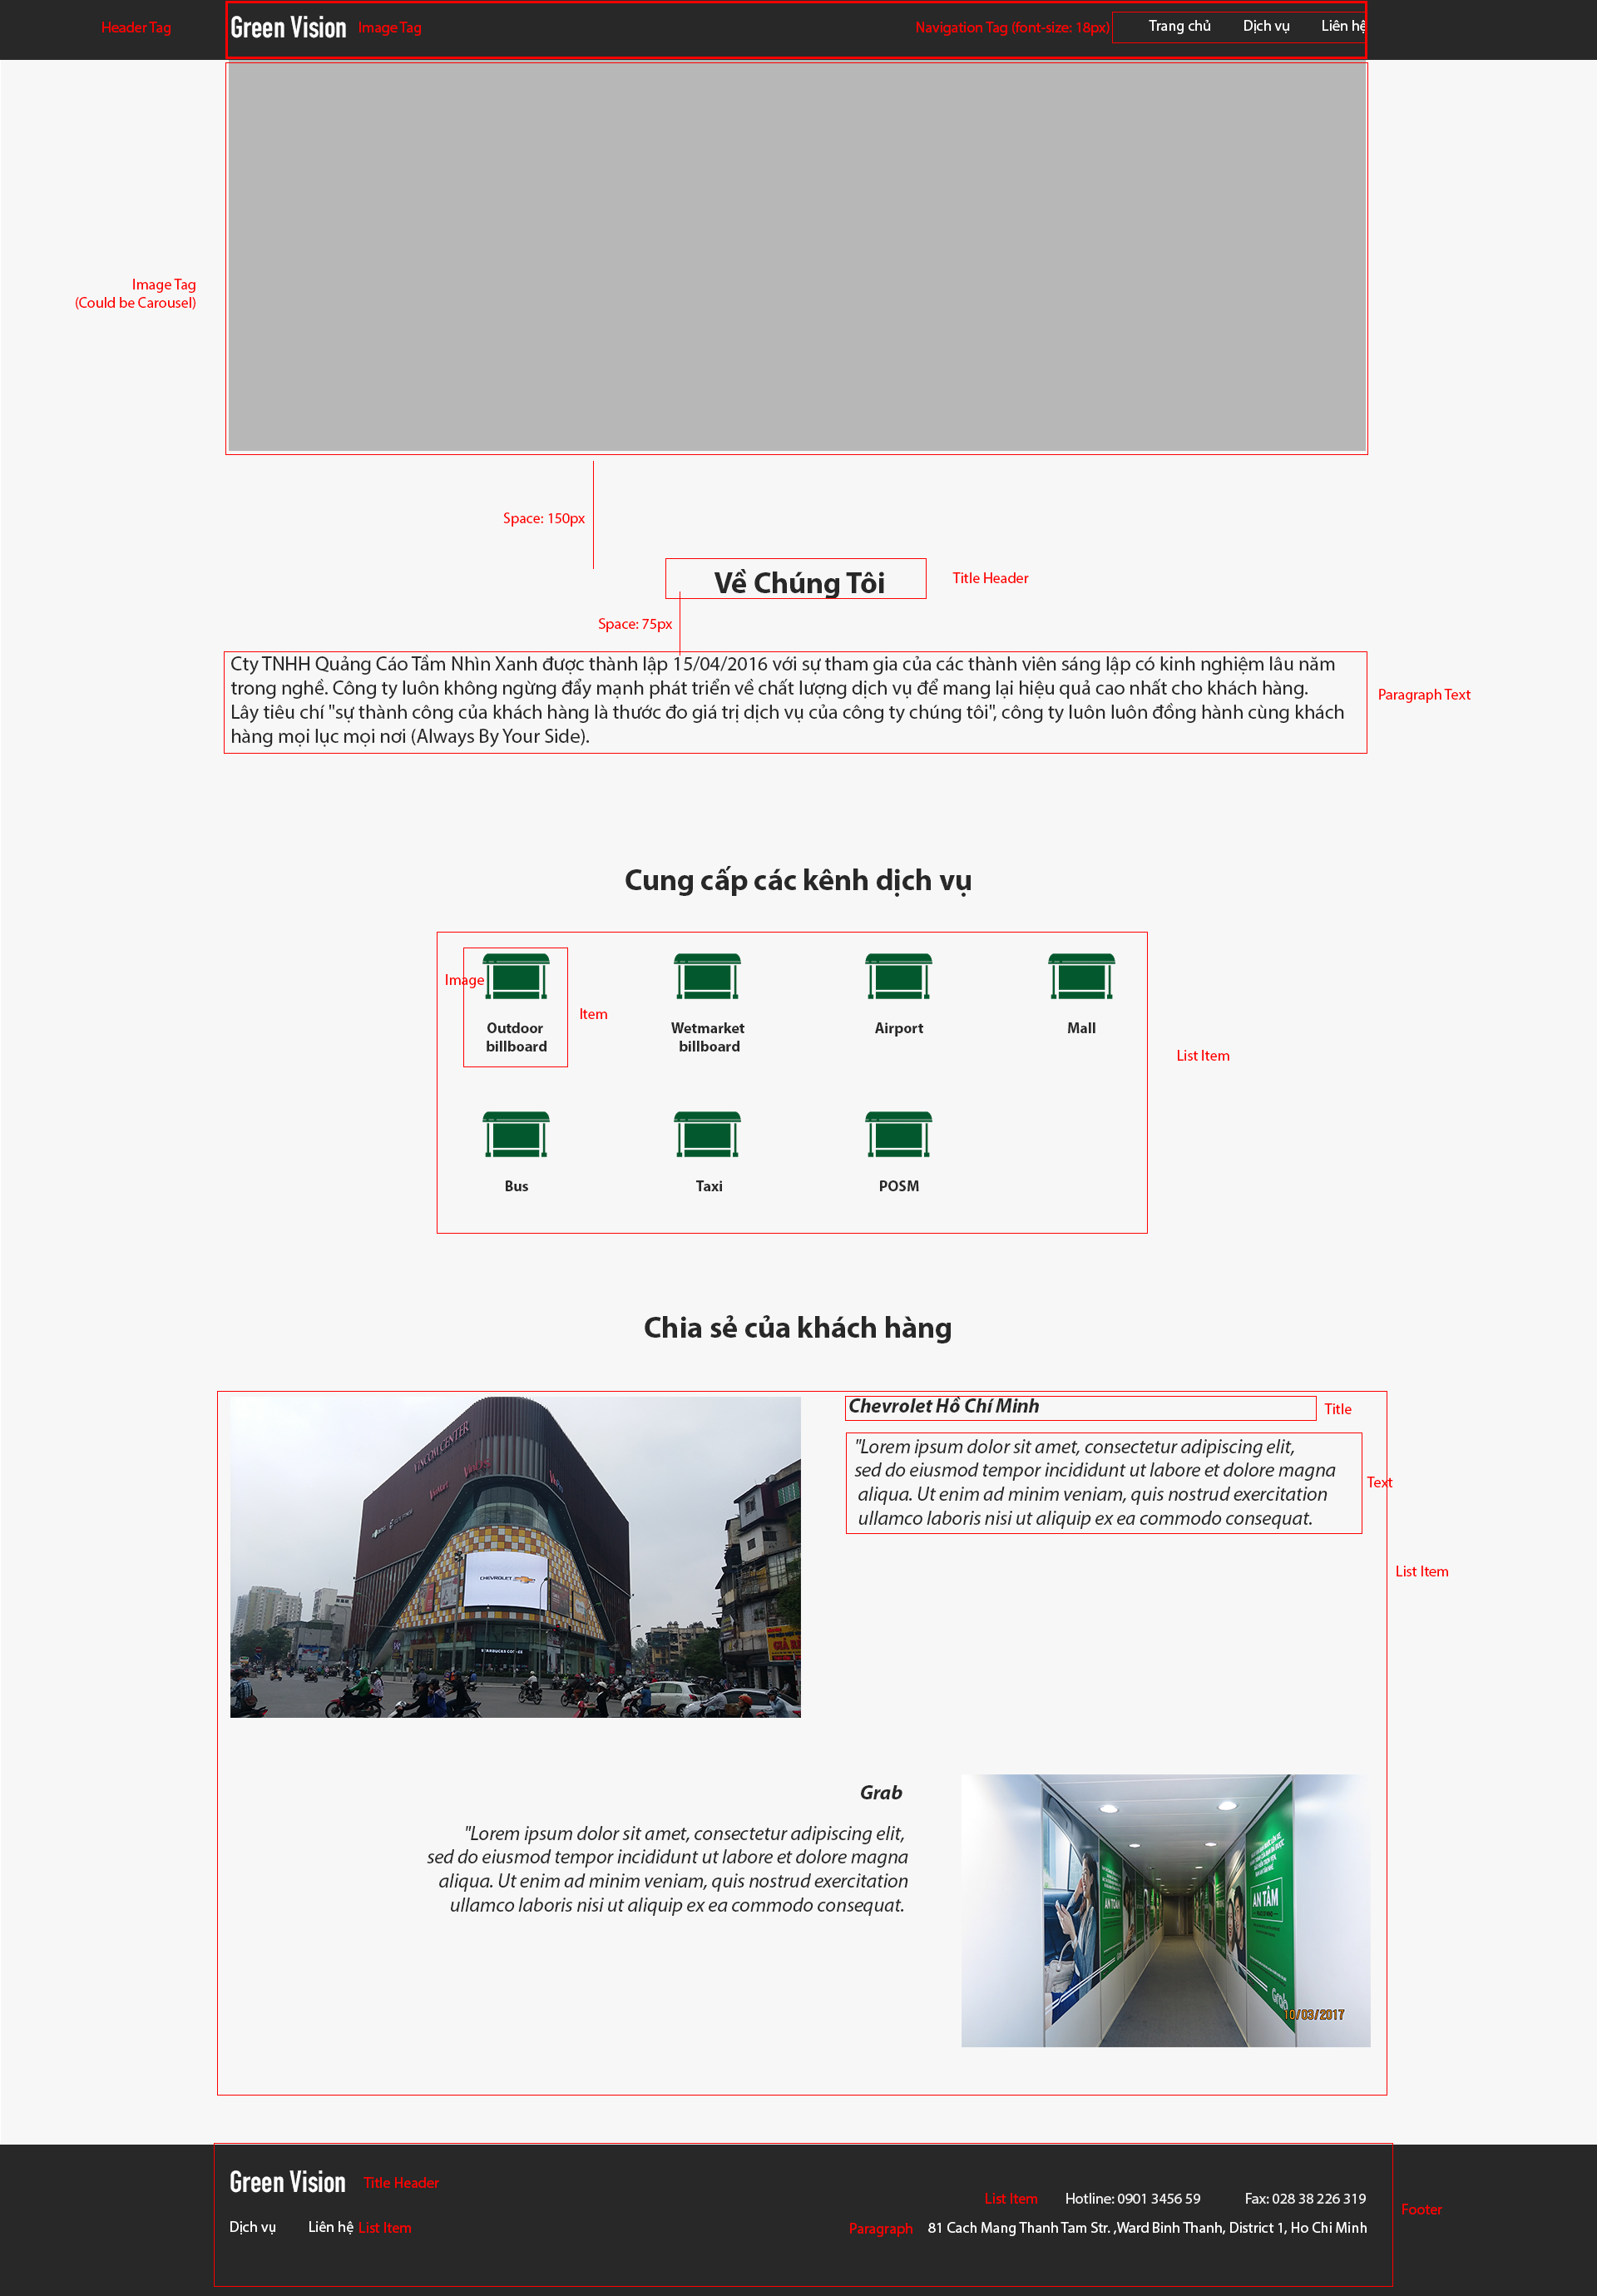 Header Tag
Green Vision
Image Tag
Navigation Tag (font-size: 18px)
Trang chủ
Dịch vụ
Liên hệ
Image Tag
(Could be Carousel)
Space: 150px
Về Chúng Tôi
Title Header
Space: 75px
Cty TNHH Quảng Cáo Tầm Nhìn Xanh được thành lập 15/04/2016 với sự tham gia của các thành viên sáng lập có kinh nghiệm lâu năm
trong nghề. Công ty luôn không ngừng đẩy mạnh phát triển về chất lượng dịch vụ để mang lại hiệu quả cao nhất cho khách hàng.
Lây tiêu chí "sự thành công của khách hàng là thước đo giá trị dịch vụ của công ty chúng tôi", công ty luôn luôn đồng hành cùng khách
hàng mọi lục mọi nơi (Always By Your Side).
Paragraph Text
Cung cấp các kênh dịch vụ
Image
Item
Outdoor
billboard
Wetmarket
billboard
Airport
Mall
List Item
Bus
Taxi
POSM
Chia sẻ của khách hàng
VINCOM CENTER
VinMart
CHEVROLET
STARBUCKS COFFEE
GIÁ RẺ
Chevrolet Hồ Chí Minh
Title
"Lorem ipsum dolor sit amet, consectetur adipiscing elit,
sed do eiusmod tempor incididunt ut labore et dolore magna
aliqua. Ut enim ad minim veniam, quis nostrud exercitation
ullamco laboris nisi ut aliquip ex ea commodo consequat.
Text
List Item
Grab
"Lorem ipsum dolor sit amet, consectetur adipiscing elit,
sed do eiusmod tempor incididunt ut labore et dolore magna
aliqua. Ut enim ad minim veniam, quis nostrud exercitation
ullamco laboris nisi ut aliquip ex ea commodo consequat.
AN TOÀN
AN TÂM
Grab
10/03/2017
Green Vision
Title Header
Dịch vụ
Liên hệ
List Item
List Item
Hotline: 0901 3456 59
Fax: 028 38 226 319
Paragraph
81 Cach Mang Thanh Tam Str. ,Ward Binh Thanh, District 1, Ho Chi Minh
Footer